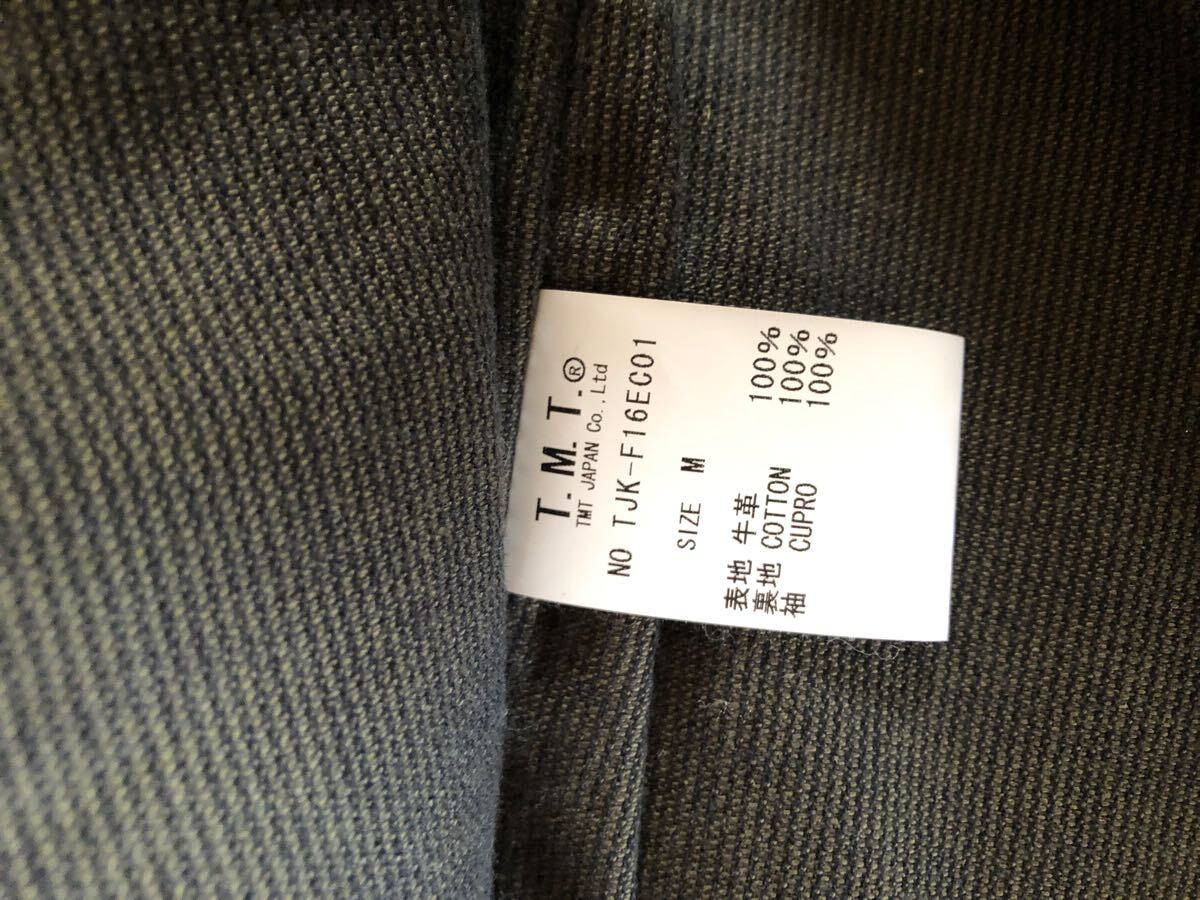 T. M. T.®
TMT JAPAN Co.,Ltd
NO TJK-F16EC01
SIZE M
表地 牛革 100%
裏地 COTTON 100%
袖 CUPRO 100%